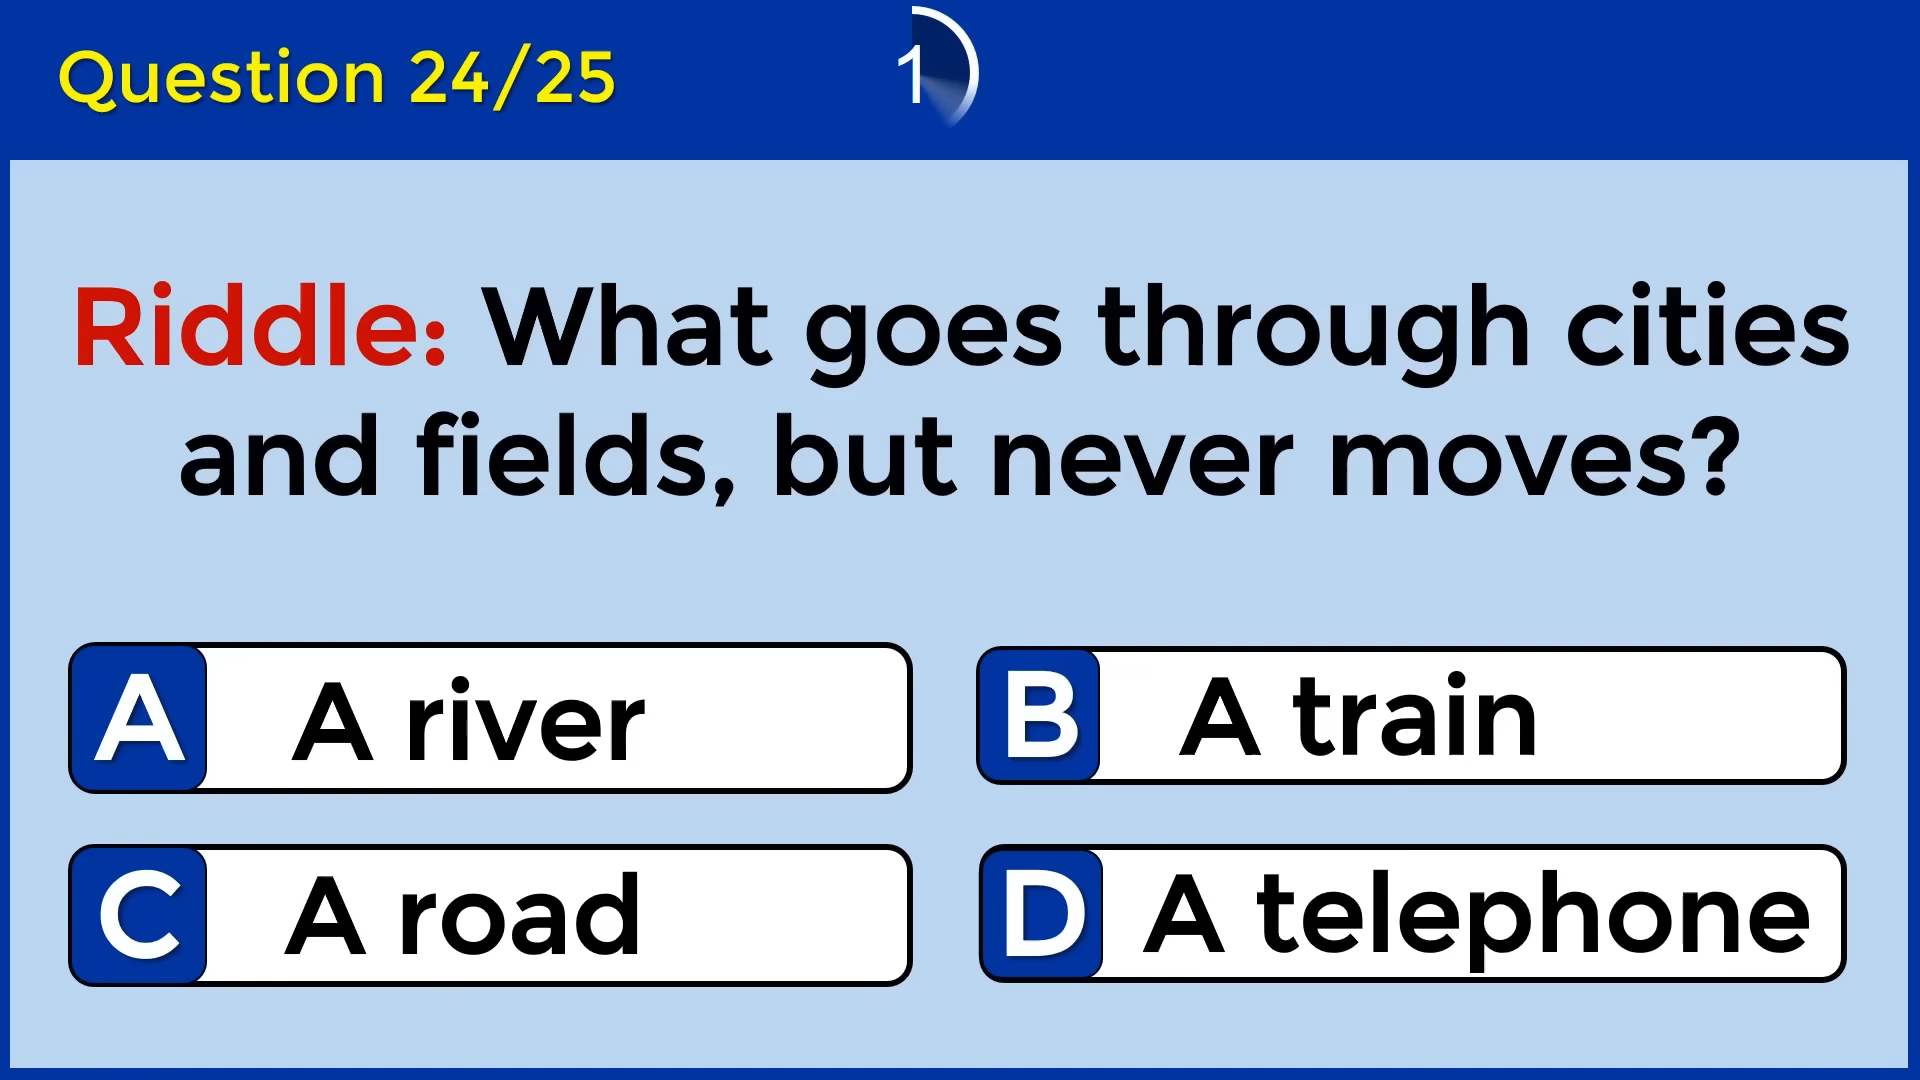 Question 24/25
1
Riddle: What goes through cities
and fields, but never moves?
A A river
B A train
C A road
D A telephone